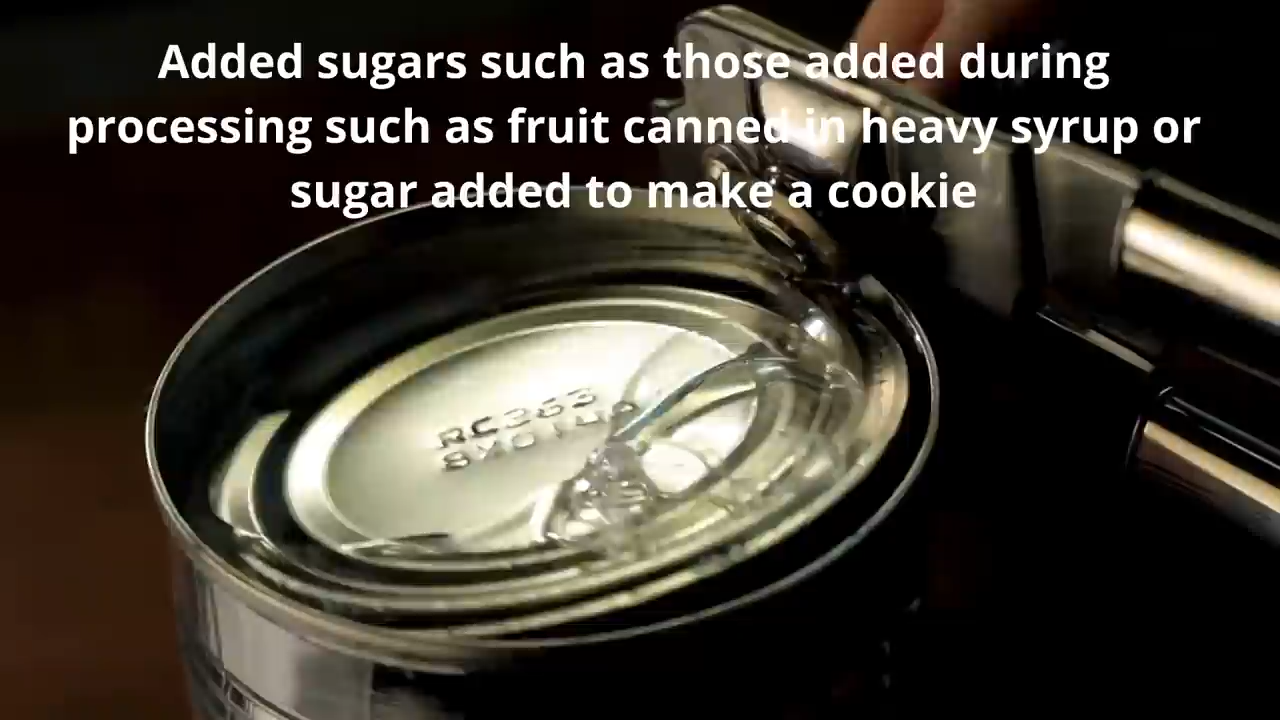 Added sugars such as those added during
processing such as fruit canned in heavy syrup or
sugar added to make a cookie
RC363